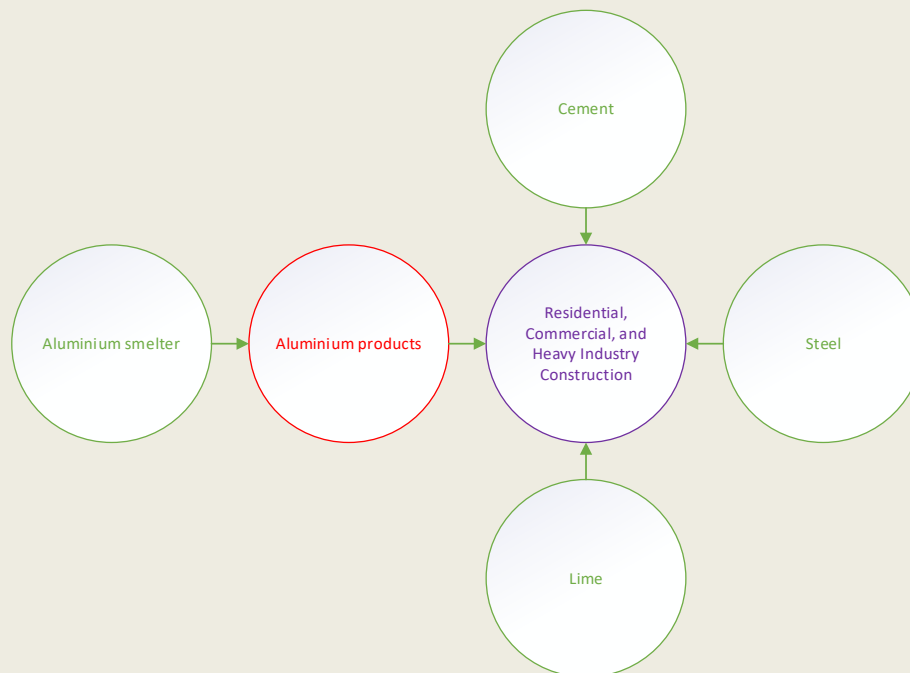 Cement
Aluminium smelter
Aluminium products
Residential,
Commercial, and
Heavy Industry
Construction
Steel
Lime